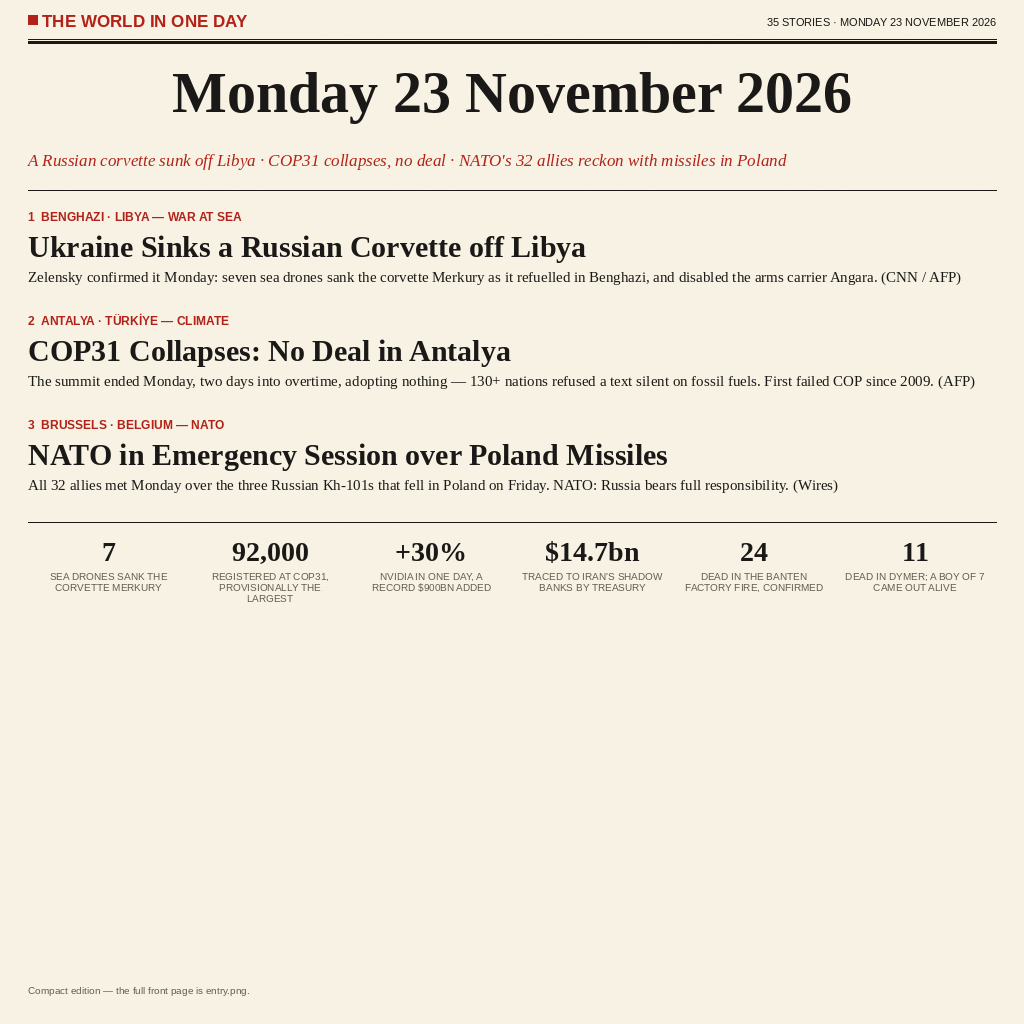 THE WORLD IN ONE DAY
35 STORIES · MONDAY 23 NOVEMBER 2026
Monday 23 November 2026
A Russian corvette sunk off Libya · COP31 collapses, no deal · NATO's 32 allies reckon with missiles in Poland
1 BENGHAZI · LIBYA — WAR AT SEA
Ukraine Sinks a Russian Corvette off Libya
Zelensky confirmed it Monday: seven sea drones sank the corvette Merkury as it refuelled in Benghazi, and disabled the arms carrier Angara. (CNN / AFP)
2 ANTALYA · TÜRKİYE — CLIMATE
COP31 Collapses: No Deal in Antalya
The summit ended Monday, two days into overtime, adopting nothing — 130+ nations refused a text silent on fossil fuels. First failed COP since 2009. (AFP)
3 BRUSSELS · BELGIUM — NATO
NATO in Emergency Session over Poland Missiles
All 32 allies met Monday over the three Russian Kh-101s that fell in Poland on Friday. NATO: Russia bears full responsibility. (Wires)
7
SEA DRONES SANK THE
CORVETTE MERKURY
92,000
REGISTERED AT COP31,
PROVISIONALLY THE
LARGEST
+30%
NVIDIA IN ONE DAY, A
RECORD $900BN ADDED
$14.7bn
TRACED TO IRAN'S SHADOW
BANKS BY TREASURY
24
DEAD IN THE BANTEN
FACTORY FIRE, CONFIRMED
11
DEAD IN DYMER; A BOY OF 7
CAME OUT ALIVE
Compact edition — the full front page is entry.png.